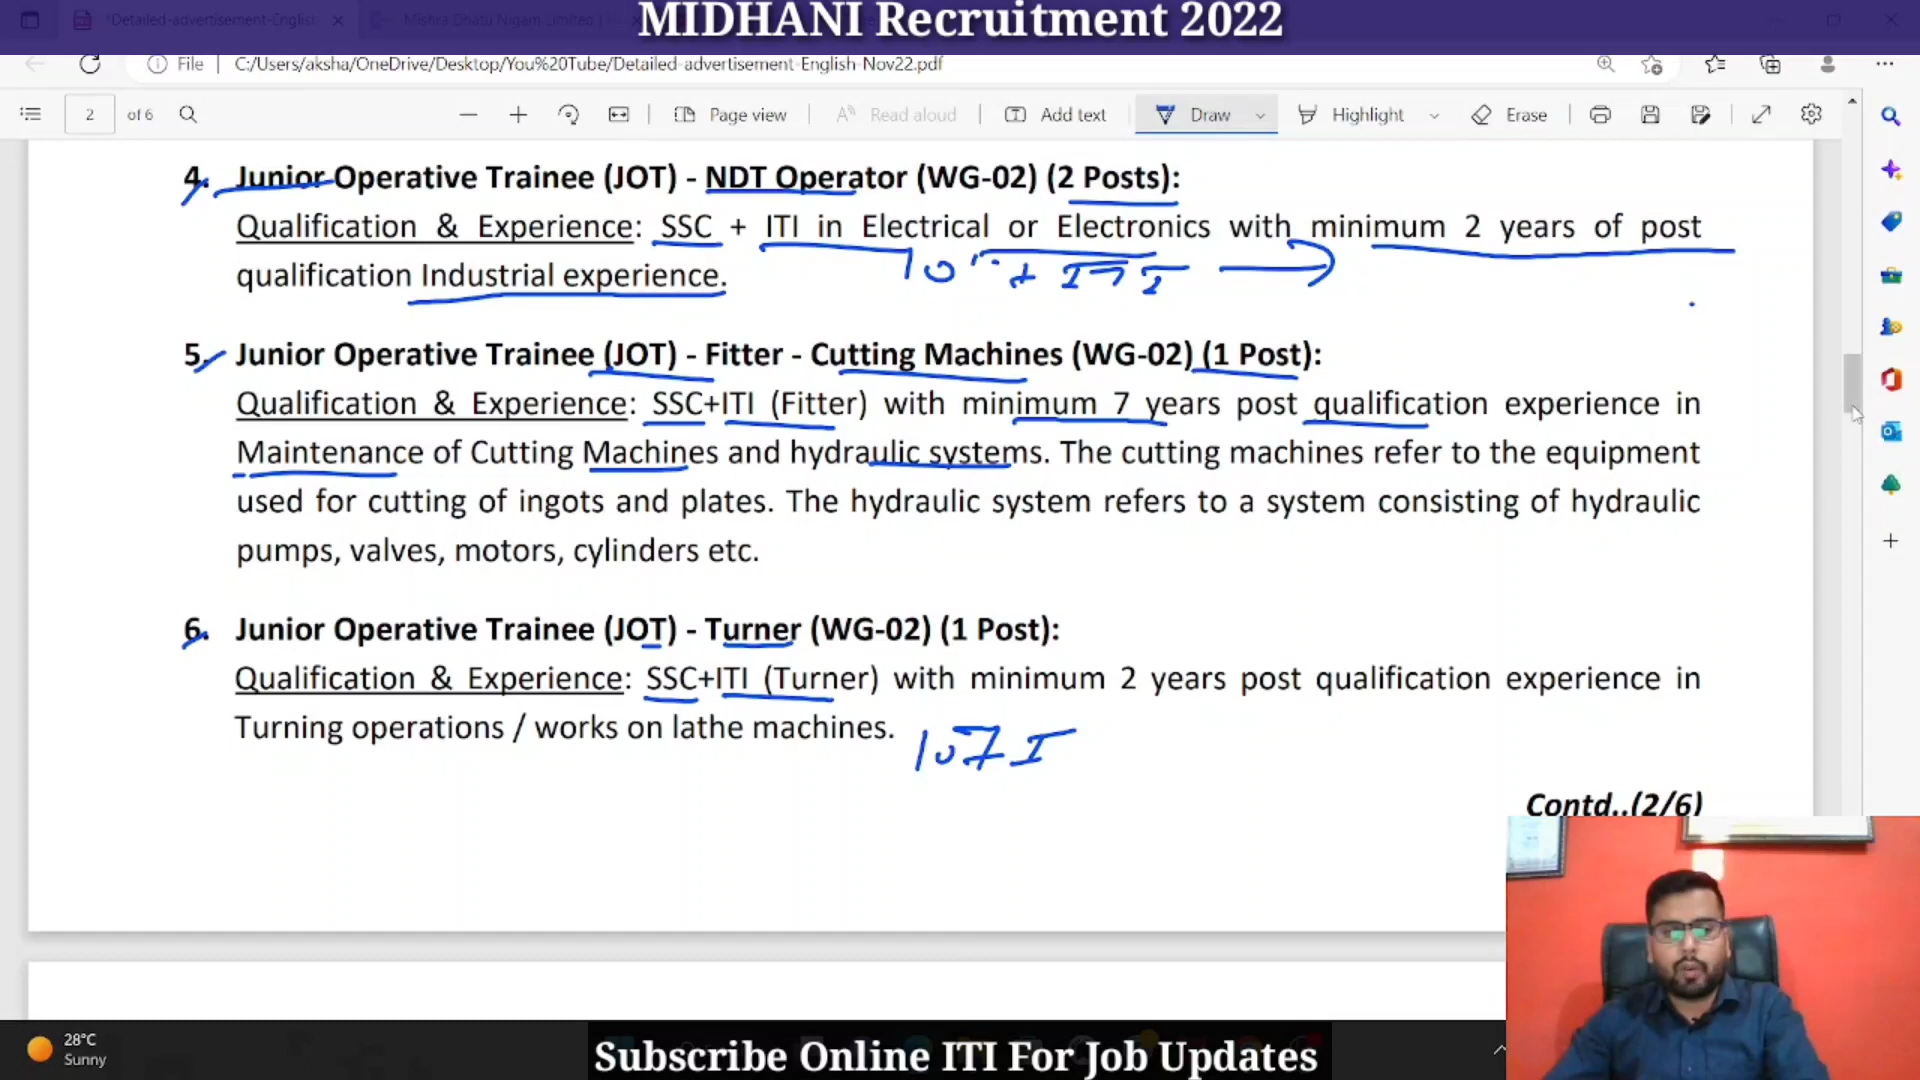 MIDHANI Recruitment 2022
*Detailed-advertisement-English
Mishra Dhatu Nigam Limited
File
C:/Users/aksha/OneDrive/Desktop/You%20Tube/Detailed-advertisement-English-Nov22.pdf
2 of 6 Page view Read aloud Add text Draw Highlight Erase
4. Junior Operative Trainee (JOT) - NDT Operator (WG-02) (2 Posts):
Qualification & Experience: SSC + ITI in Electrical or Electronics with minimum 2 years of post
qualification Industrial experience.
10th + ITI
5. Junior Operative Trainee (JOT) - Fitter - Cutting Machines (WG-02) (1 Post):
Qualification & Experience: SSC+ITI (Fitter) with minimum 7 years post qualification experience in
Maintenance of Cutting Machines and hydraulic systems. The cutting machines refer to the equipment
used for cutting of ingots and plates. The hydraulic system refers to a system consisting of hydraulic
pumps, valves, motors, cylinders etc.
6. Junior Operative Trainee (JOT) - Turner (WG-02) (1 Post):
Qualification & Experience: SSC+ITI (Turner) with minimum 2 years post qualification experience in
Turning operations / works on lathe machines.
Contd..(2/6)
28°C
Sunny
Subscribe Online ITI For Job Updates